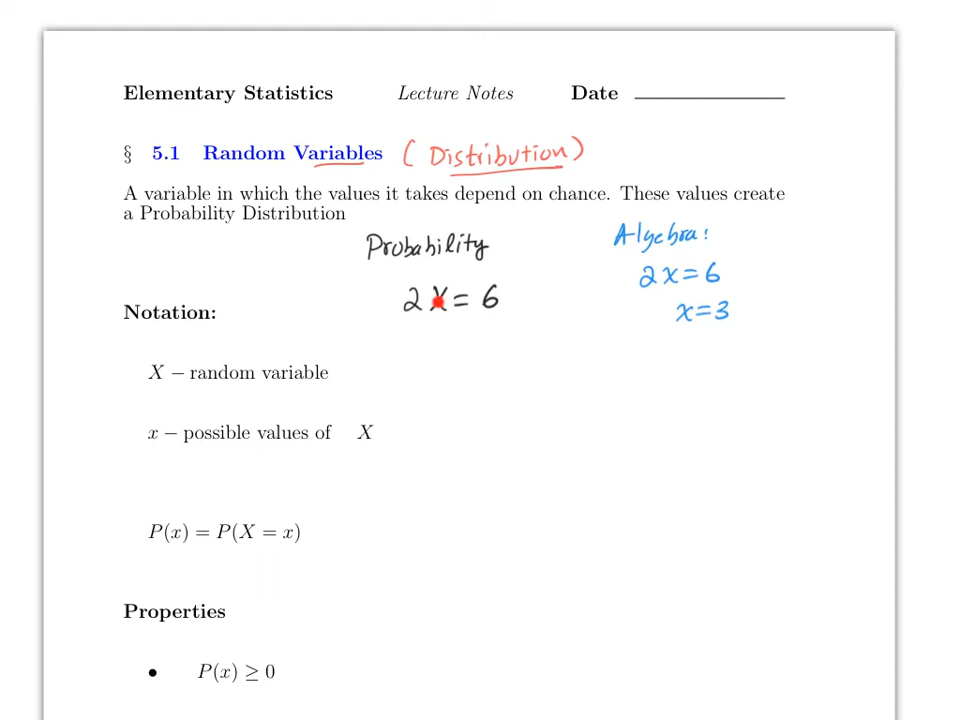 Elementary Statistics Lecture Notes Date
§ 5.1 Random Variables (Distribution)
A variable in which the values it takes depend on chance. These values create
a Probability Distribution
Probability Algebra:
2X = 6 2x = 6
Notation: x = 3
X – random variable
x – possible values of X
P(x) = P(X = x)
Properties
• P(x) ≥ 0